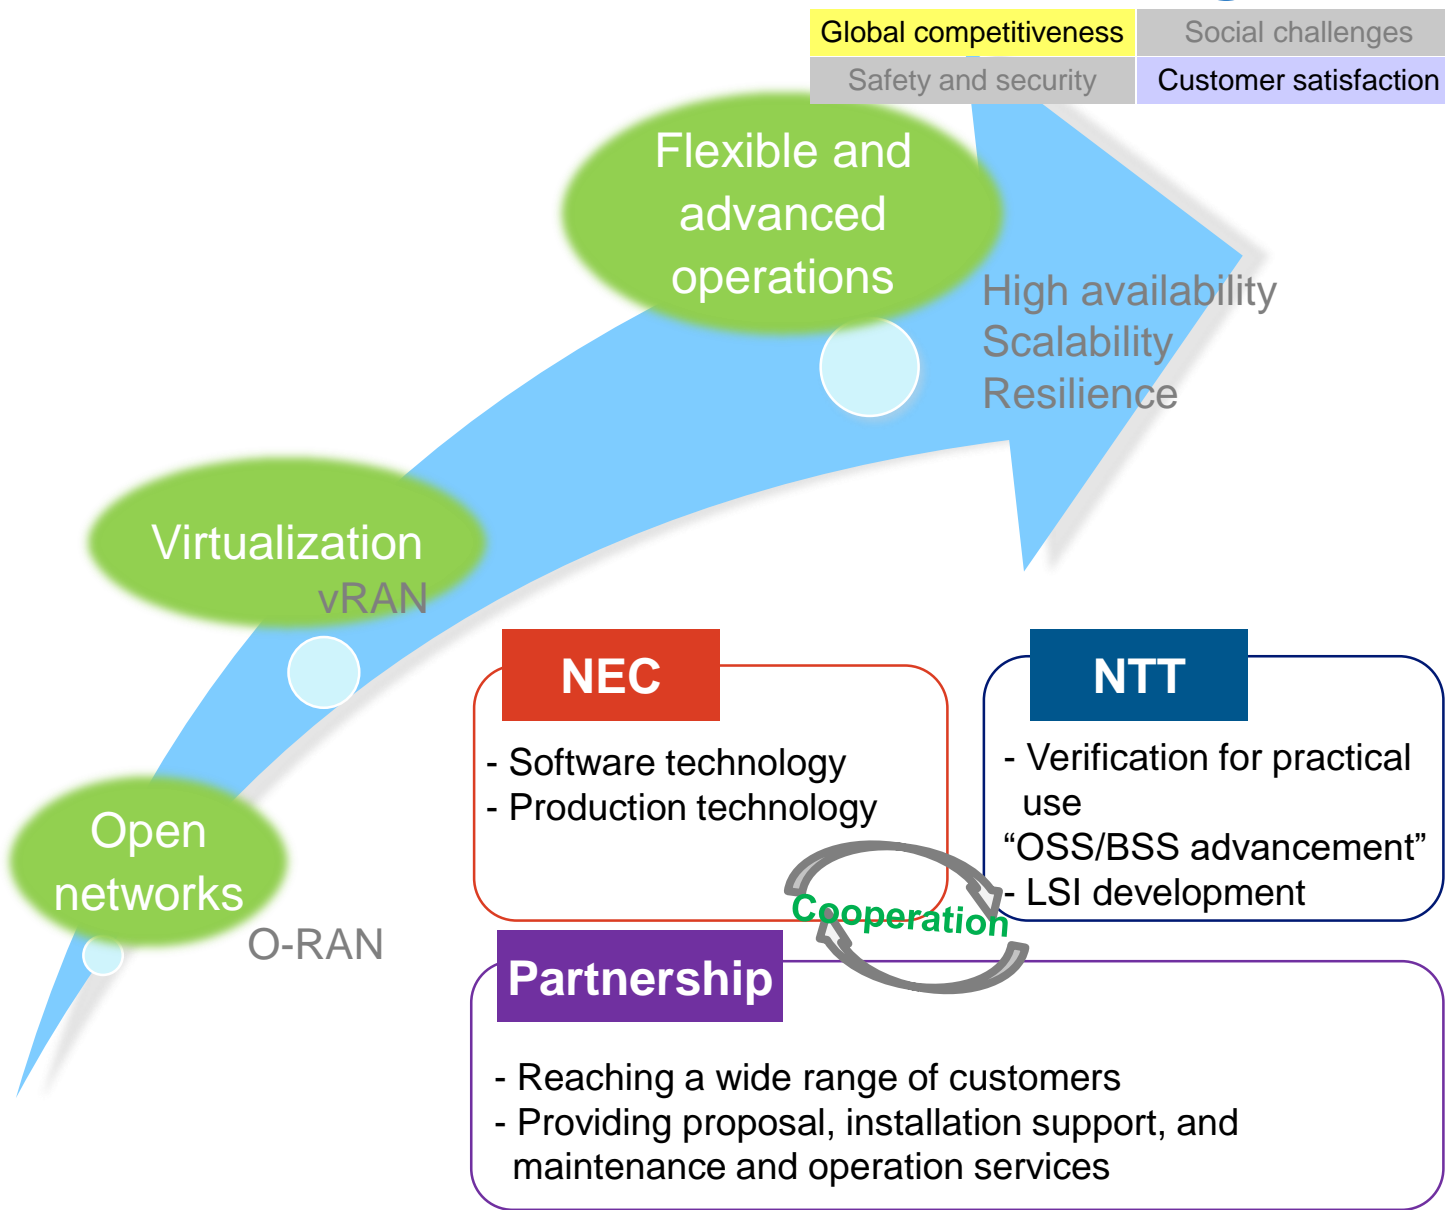 Global competitiveness
Social challenges
Safety and security
Customer satisfaction
Flexible and
advanced
operations
High availability
Scalability
Resilience
Virtualization
vRAN
Open
networks
O-RAN
NEC
- Software technology
- Production technology
NTT
- Verification for practical
use
“OSS/BSS advancement”
- LSI development
Cooperation
Partnership
- Reaching a wide range of customers
- Providing proposal, installation support, and
maintenance and operation services